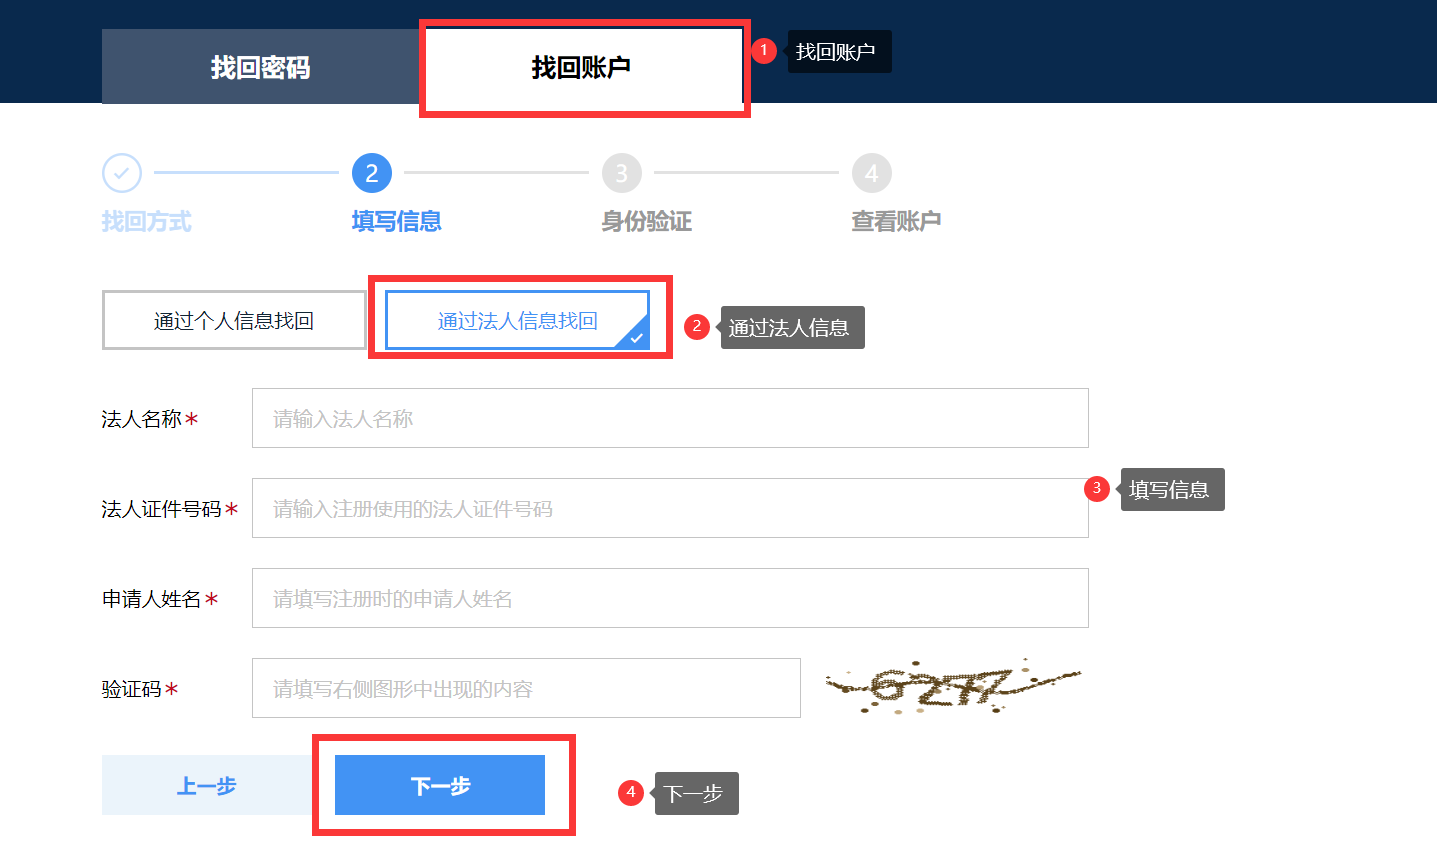 找回密码
找回账户
1
找回账户
2
3
4
找回方式
填写信息
身份验证
查看账户
通过个人信息找回
通过法人信息找回
2
通过法人信息
法人名称*
请输入法人名称
法人证件号码*
请输入注册使用的法人证件号码
3
填写信息
申请人姓名*
请填写注册时的申请人姓名
验证码*
请填写右侧图形中出现的内容
上一步
下一步
4
下一步